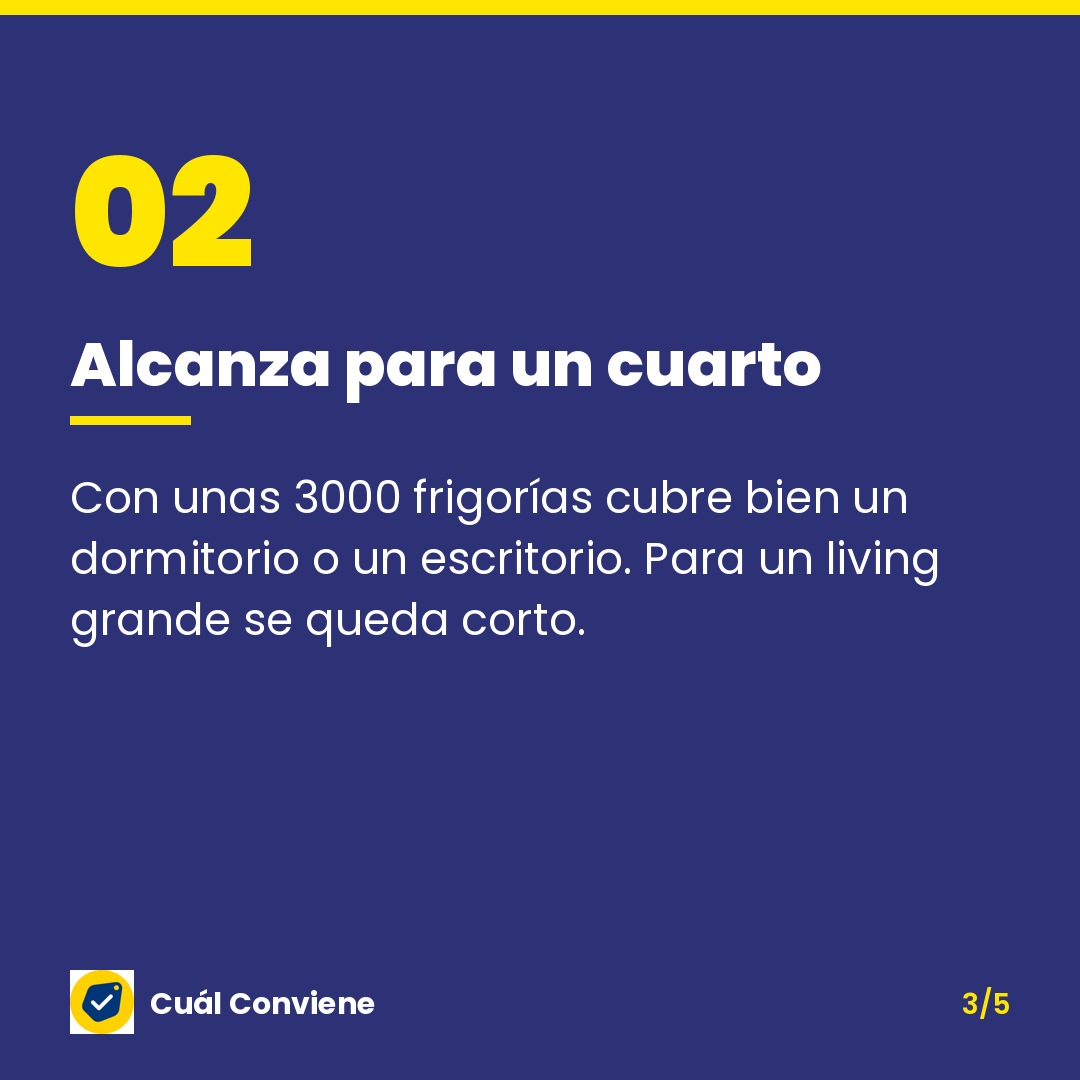 02
Alcanza para un cuarto
Con unas 3000 frigorías cubre bien un
dormitorio o un escritorio. Para un living
grande se queda corto.
Cuál Conviene
3/5